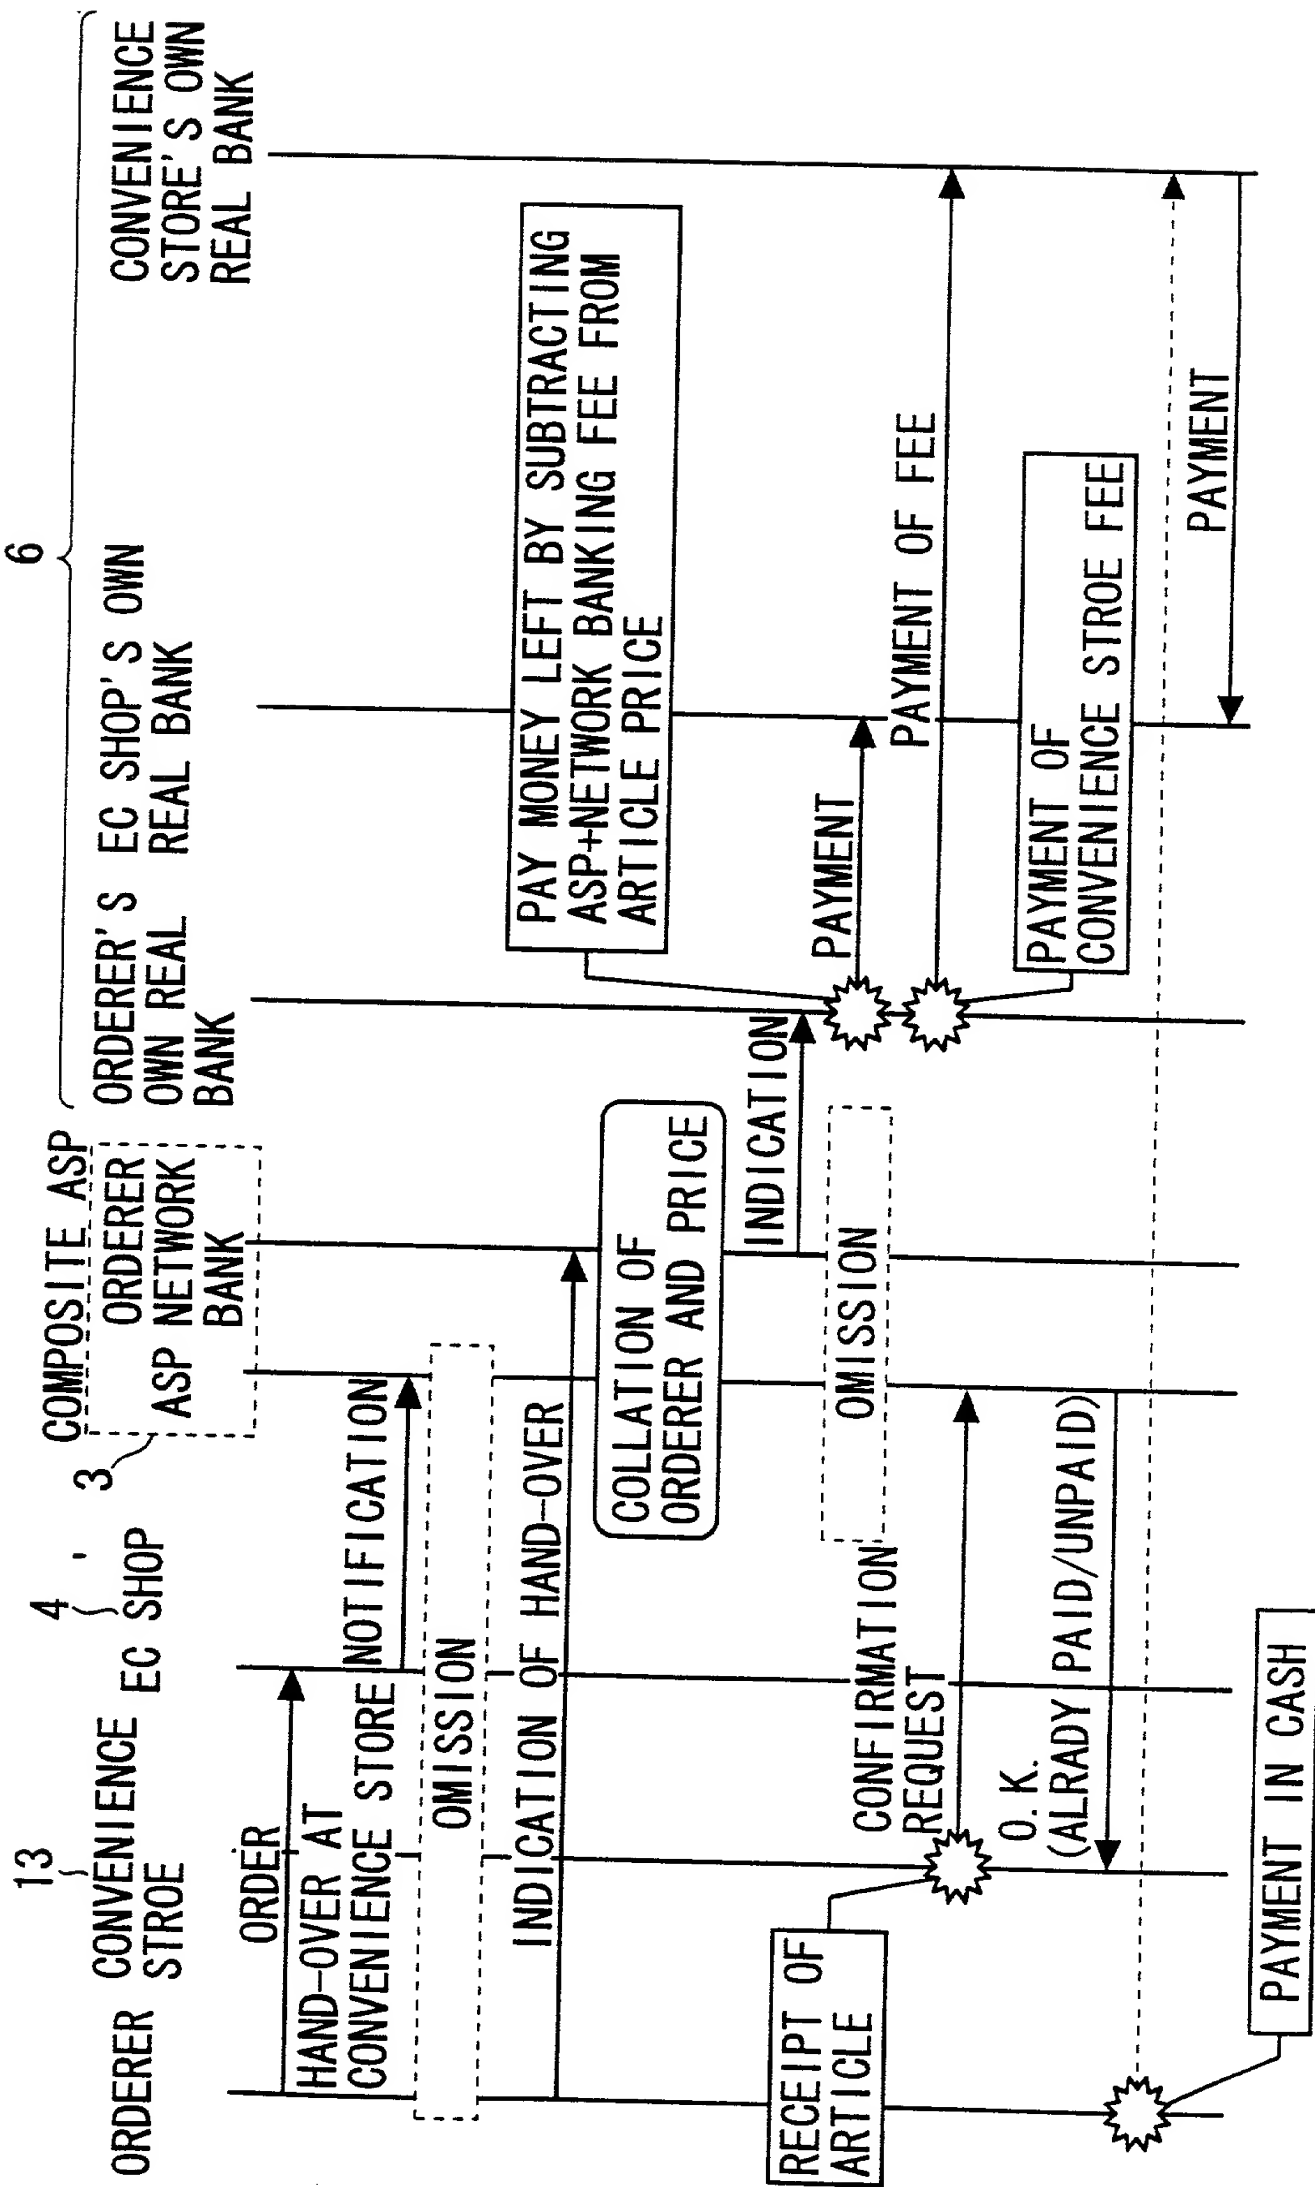 6
13
4
3
COMPOSITE ASP
ORDERER
CONVENIENCE
STROE
EC SHOP
ORDERER
ASP NETWORK
BANK
ORDERER'S
OWN REAL
BANK
EC SHOP'S OWN
REAL BANK
CONVENIENCE
STORE'S OWN
REAL BANK
ORDER
HAND-OVER AT
CONVENIENCE STORE
NOTIFICATION
OMISSION
INDICATION OF HAND-OVER
PAY MONEY LEFT BY SUBTRACTING
ASP+NETWORK BANKING FEE FROM
ARTICLE PRICE
COLLATION OF
ORDERER AND PRICE
INDICATION
PAYMENT
OMISSION
RECEIPT OF
ARTICLE
CONFIRMATION
REQUEST
PAYMENT OF FEE
O. K.
(ALRADY PAID/UNPAID)
PAYMENT OF
CONVENIENCE STROE FEE
PAYMENT
PAYMENT IN CASH